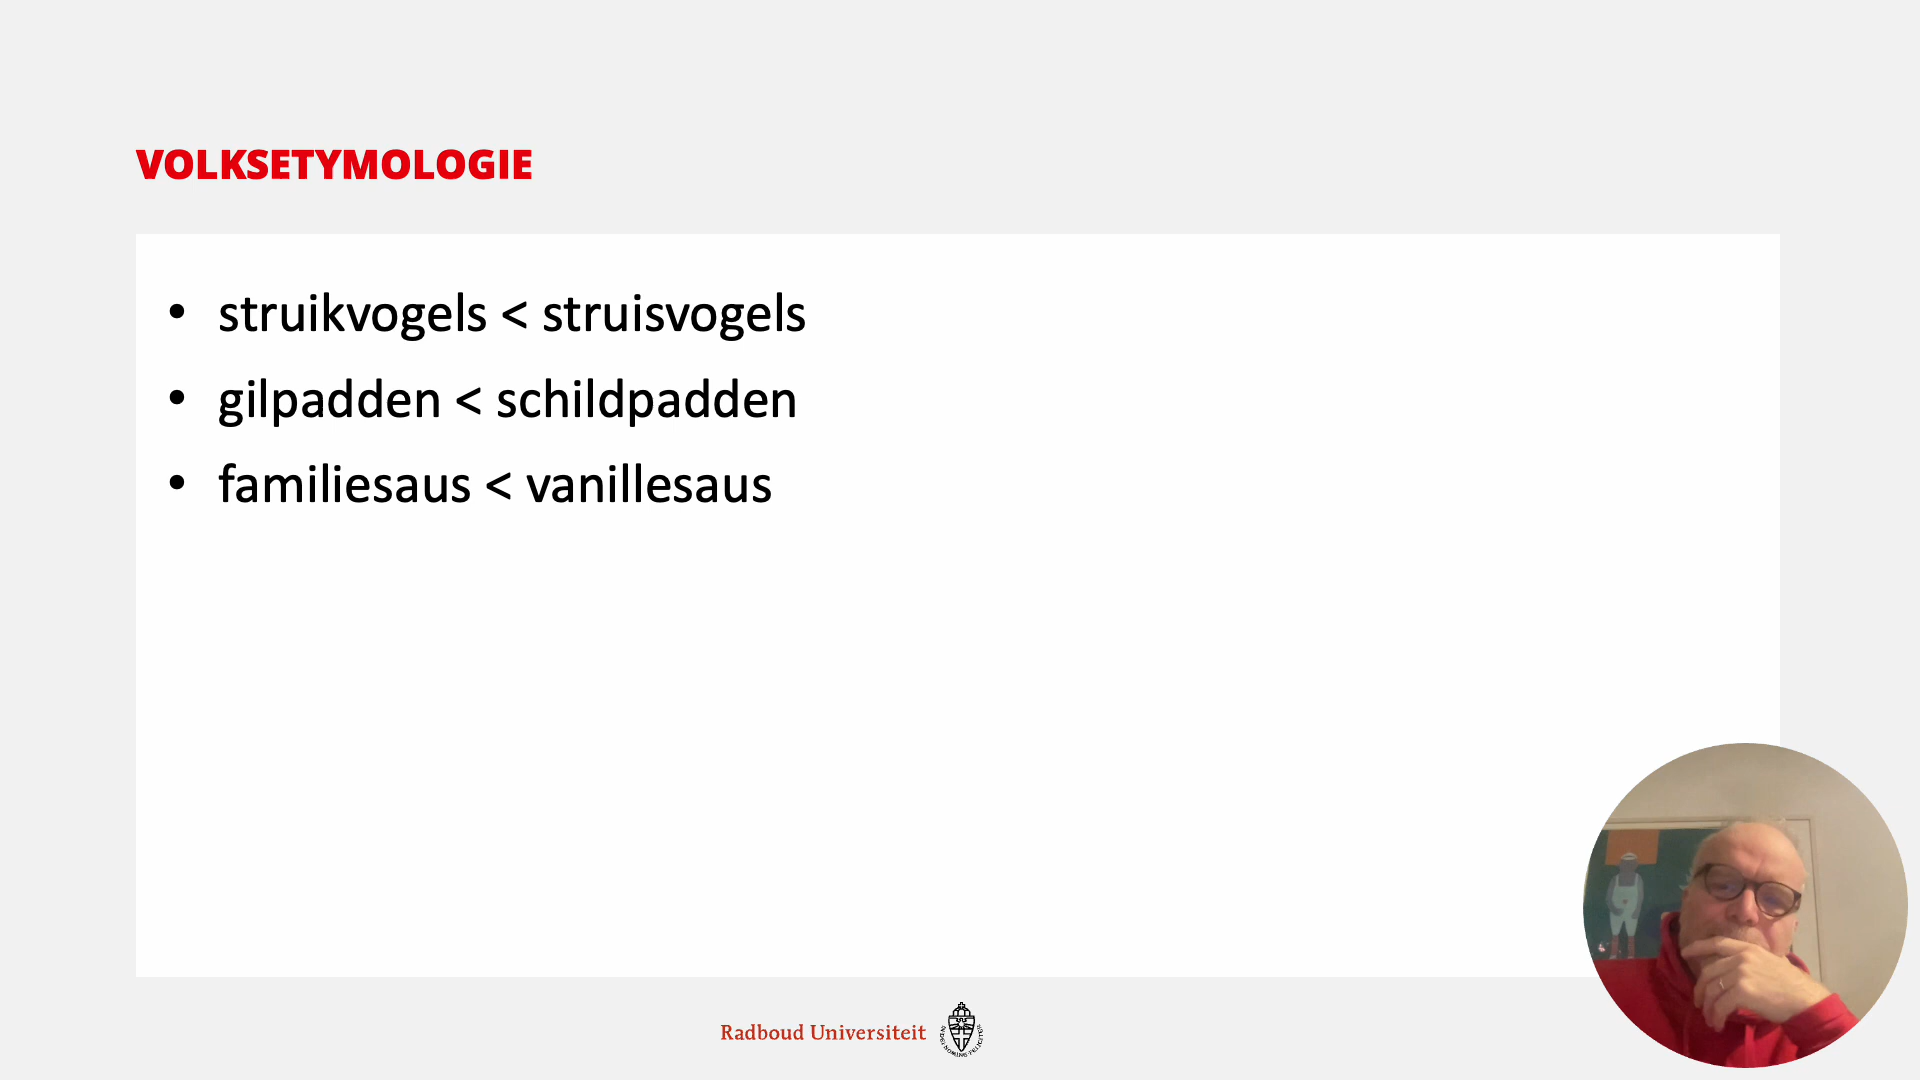 VOLKSETYMOLOGIE
• struikvogels < struisvogels
• gilpadden < schildpadden
• familiesaus < vanillesaus
Radboud Universiteit